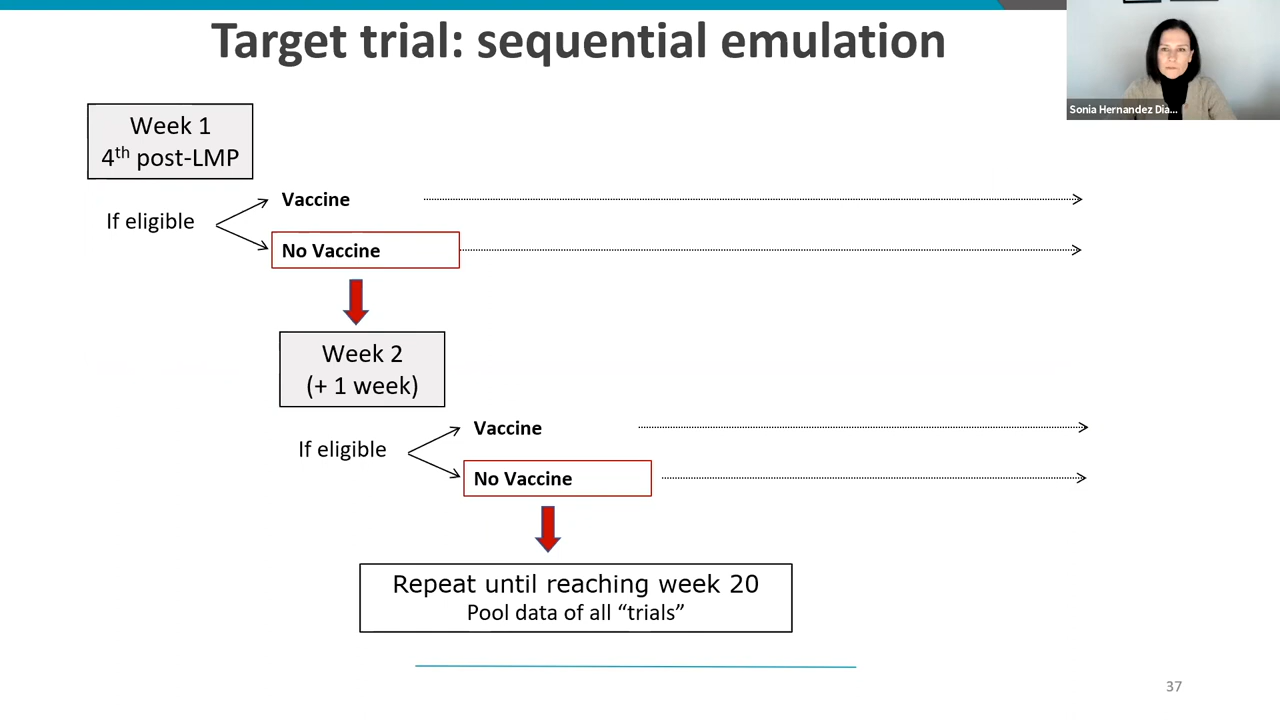 Target trial: sequential emulation
Sonia Hernandez Dia...
Week 1
4th post-LMP
If eligible
Vaccine
No Vaccine
Week 2
(+ 1 week)
If eligible
Vaccine
No Vaccine
Repeat until reaching week 20
Pool data of all “trials”
37